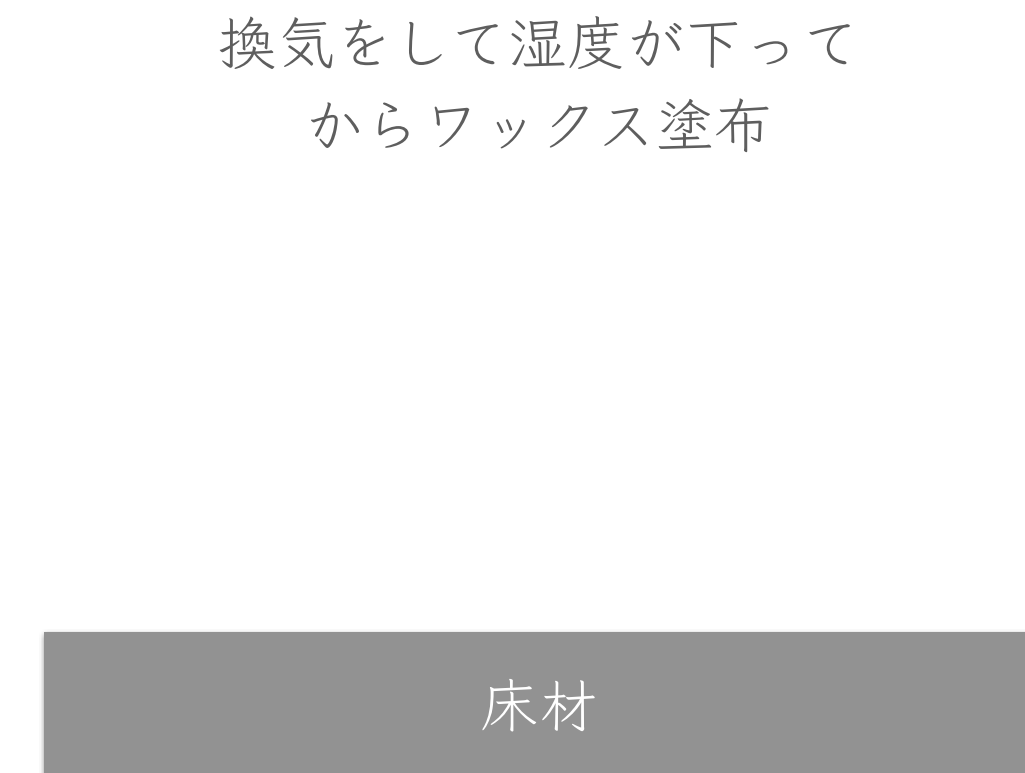 換気をして湿度が下って
からワックス塗布
床材